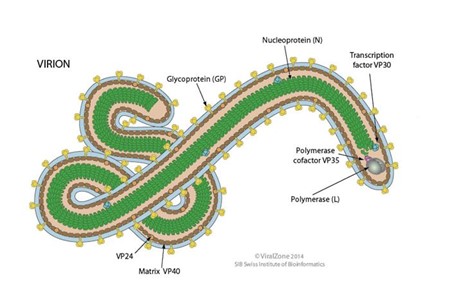 VIRION
Nucleoprotein (N)
Transcription
factor VP30
Glycoprotein (GP)
Polymerase
cofactor VP35
Polymerase (L)
VP24
Matrix VP40
© ViralZone 2014
SIB Swiss Institute of Bioinformatics